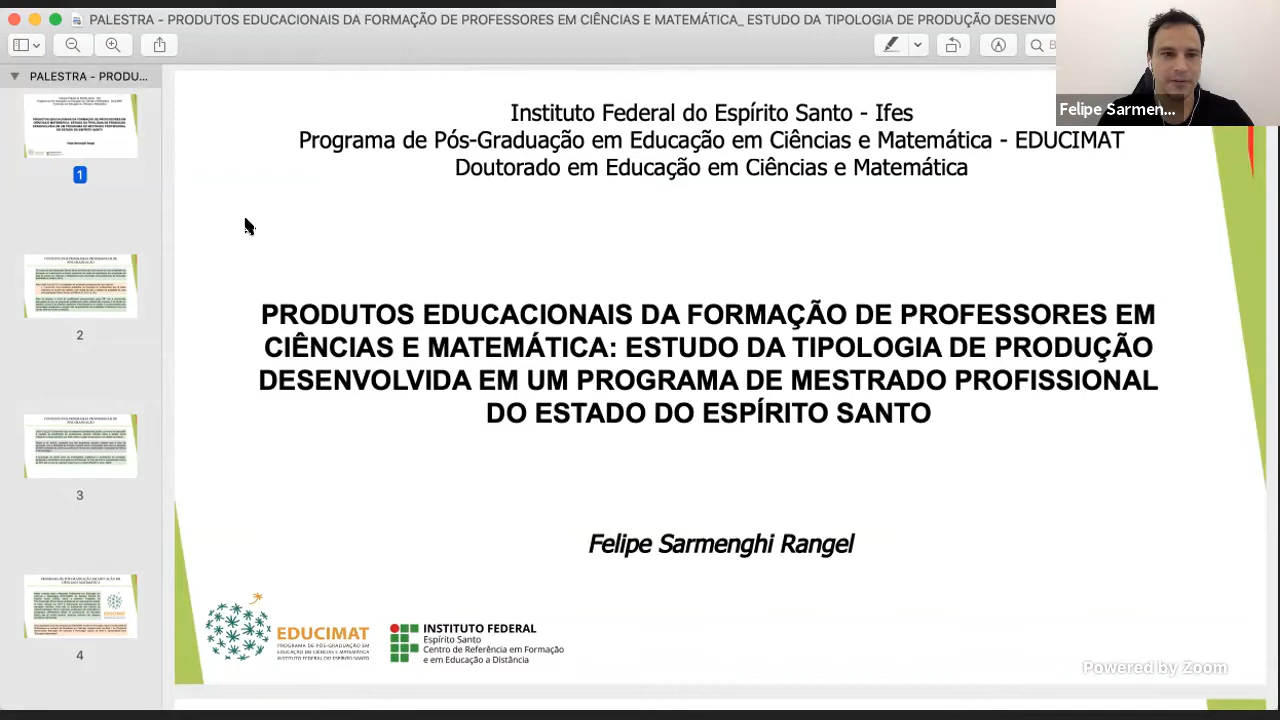 PALESTRA - PRODUTOS EDUCACIONAIS DA FORMAÇÃO DE PROFESSORES EM CIÊNCIAS E MATEMÁTICA_ ESTUDO DA TIPOLOGIA DE PRODUÇÃO DESENVO
PALESTRA - PRODU...
Felipe Sarmen...
Instituto Federal do Espírito Santo - Ifes
Programa de Pós-Graduação em Educação em Ciências e Matemática - EDUCIMAT
Doutorado em Educação em Ciências e Matemática
1
2
3
4
PRODUTOS EDUCACIONAIS DA FORMAÇÃO DE PROFESSORES EM
CIÊNCIAS E MATEMÁTICA: ESTUDO DA TIPOLOGIA DE PRODUÇÃO
DESENVOLVIDA EM UM PROGRAMA DE MESTRADO PROFISSIONAL
DO ESTADO DO ESPÍRITO SANTO
Felipe Sarmenghi Rangel
EDUCIMAT
PROGRAMA DE PÓS-GRADUAÇÃO EM
EDUCAÇÃO EM CIÊNCIAS E MATEMÁTICA
INSTITUTO FEDERAL DO ESPÍRITO SANTO
INSTITUTO FEDERAL
Espírito Santo
Centro de Referência em Formação
e em Educação a Distância
Powered by Zoom